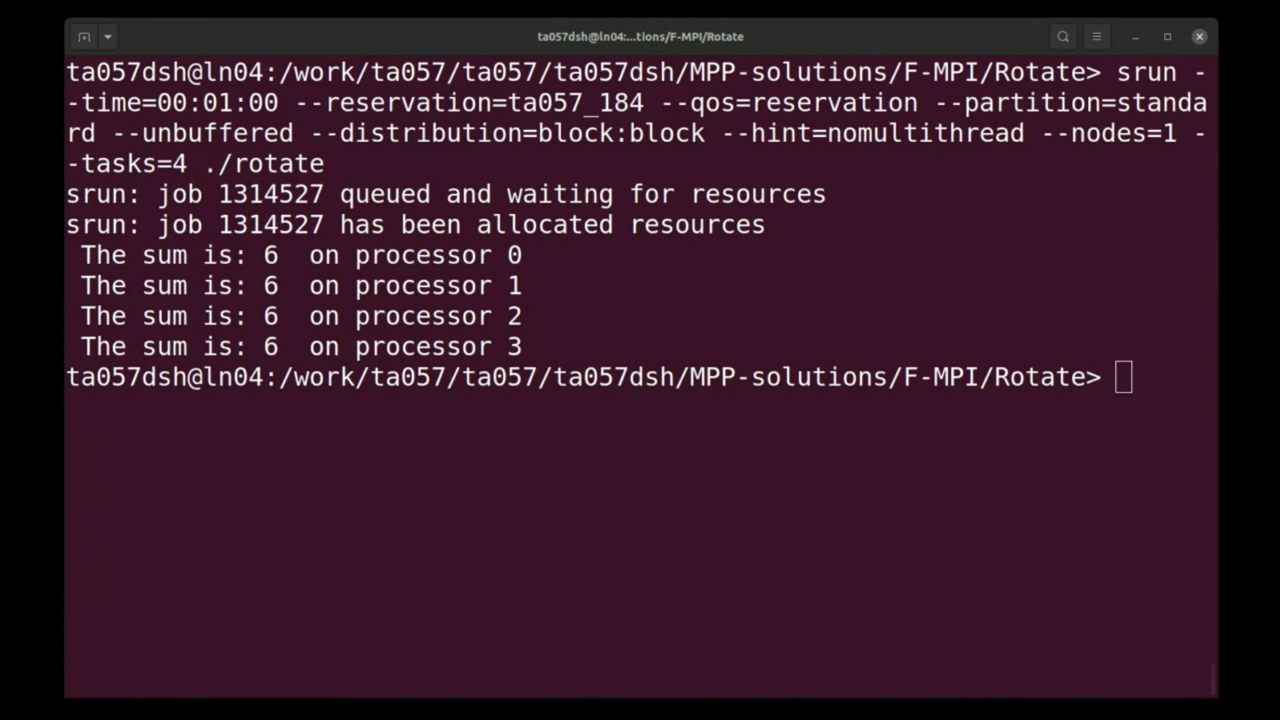 ta057dsh@ln04:...tions/F-MPI/Rotate
ta057dsh@ln04:/work/ta057/ta057/ta057dsh/MPP-solutions/F-MPI/Rotate> srun -
-time=00:01:00 --reservation=ta057_184 --qos=reservation --partition=standa
rd --unbuffered --distribution=block:block --hint=nomultithread --nodes=1 -
-tasks=4 ./rotate
srun: job 1314527 queued and waiting for resources
srun: job 1314527 has been allocated resources
The sum is: 6  on processor 0
The sum is: 6  on processor 1
The sum is: 6  on processor 2
The sum is: 6  on processor 3
ta057dsh@ln04:/work/ta057/ta057/ta057dsh/MPP-solutions/F-MPI/Rotate>